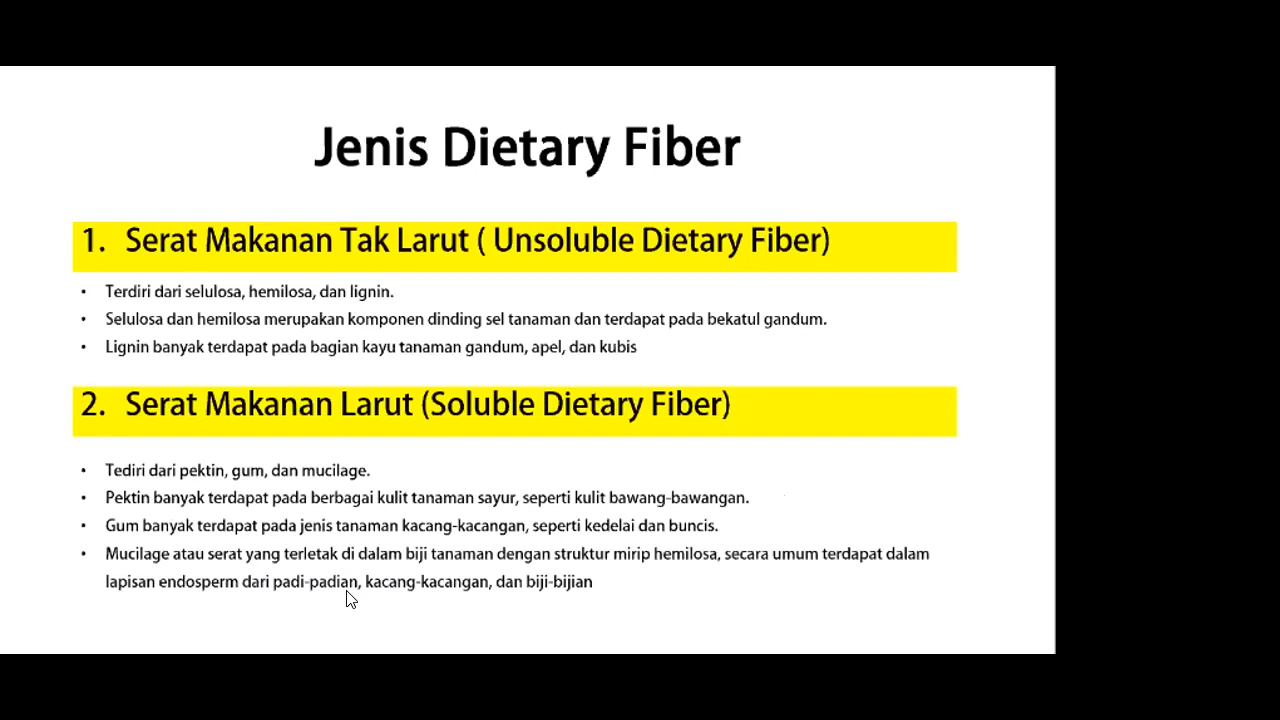 Jenis Dietary Fiber
1. Serat Makanan Tak Larut ( Unsoluble Dietary Fiber)
• Terdiri dari selulosa, hemilosa, dan lignin.
• Selulosa dan hemilosa merupakan komponen dinding sel tanaman dan terdapat pada bekatul gandum.
• Lignin banyak terdapat pada bagian kayu tanaman gandum, apel, dan kubis
2. Serat Makanan Larut (Soluble Dietary Fiber)
• Tediri dari pektin, gum, dan mucilage.
• Pektin banyak terdapat pada berbagai kulit tanaman sayur, seperti kulit bawang-bawangan.
• Gum banyak terdapat pada jenis tanaman kacang-kacangan, seperti kedelai dan buncis.
• Mucilage atau serat yang terletak di dalam biji tanaman dengan struktur mirip hemilosa, secara umum terdapat dalam
lapisan endosperm dari padi-padian, kacang-kacangan, dan biji-bijian